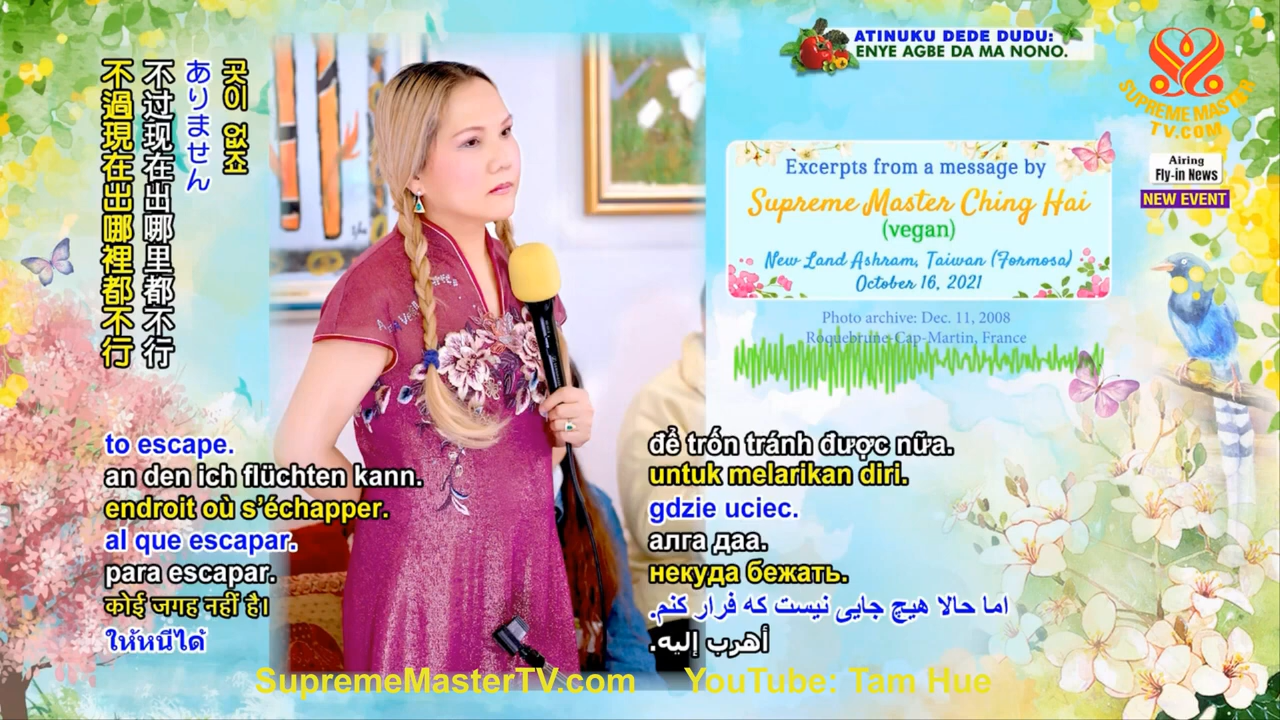 곳이 없죠
ありません
不过现在出哪里都不行
不過現在出哪裡都不行
ATINUKU DEDE DUDU:
ENYE AGBE DA MA NONO.
SUPREME MASTER
TV.COM
Airing
Fly-in News
NEW EVENT
Excerpts from a message by
Supreme Master Ching Hai
(vegan)
New Land Ashram, Taiwan (Formosa)
October 16, 2021
Photo archive: Dec. 11, 2008
Roquebrune-Cap-Martin, France
to escape.
an den ich flüchten kann.
endroit où s’échapper.
al que escapar.
para escapar.
कोई जगह नहीं है।
ให้หนีได้
để trốn tránh được nữa.
untuk melarikan diri.
gdzie uciec.
алга даа.
некуда бежать.
اما حالا هیچ جایی نیست که فرار کنم.
أهرب إليه.
SupremeMasterTV.com YouTube: Tam Hue